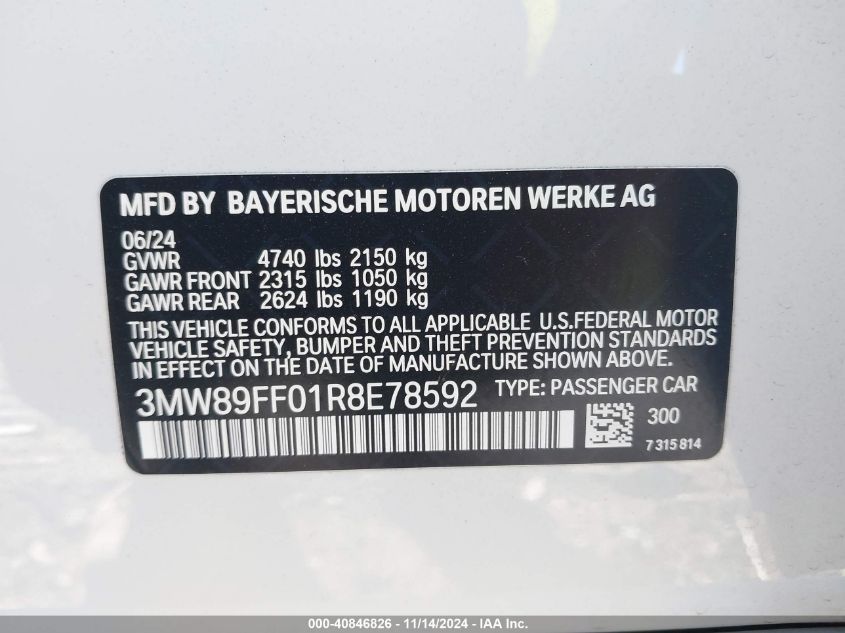 MFD BY BAYERISCHE MOTOREN WERKE AG
06/24
GVWR 4740 lbs 2150 kg
GAWR FRONT 2315 lbs 1050 kg
GAWR REAR 2624 lbs 1190 kg
THIS VEHICLE CONFORMS TO ALL APPLICABLE U.S.FEDERAL MOTOR
VEHICLE SAFETY, BUMPER AND THEFT PREVENTION STANDARDS
IN EFFECT ON THE DATE OF MANUFACTURE SHOWN ABOVE.
3MW89FF01R8E78592 TYPE: PASSENGER CAR
300
7 315 814
000-40846826 - 11/14/2024 - IAA Inc.